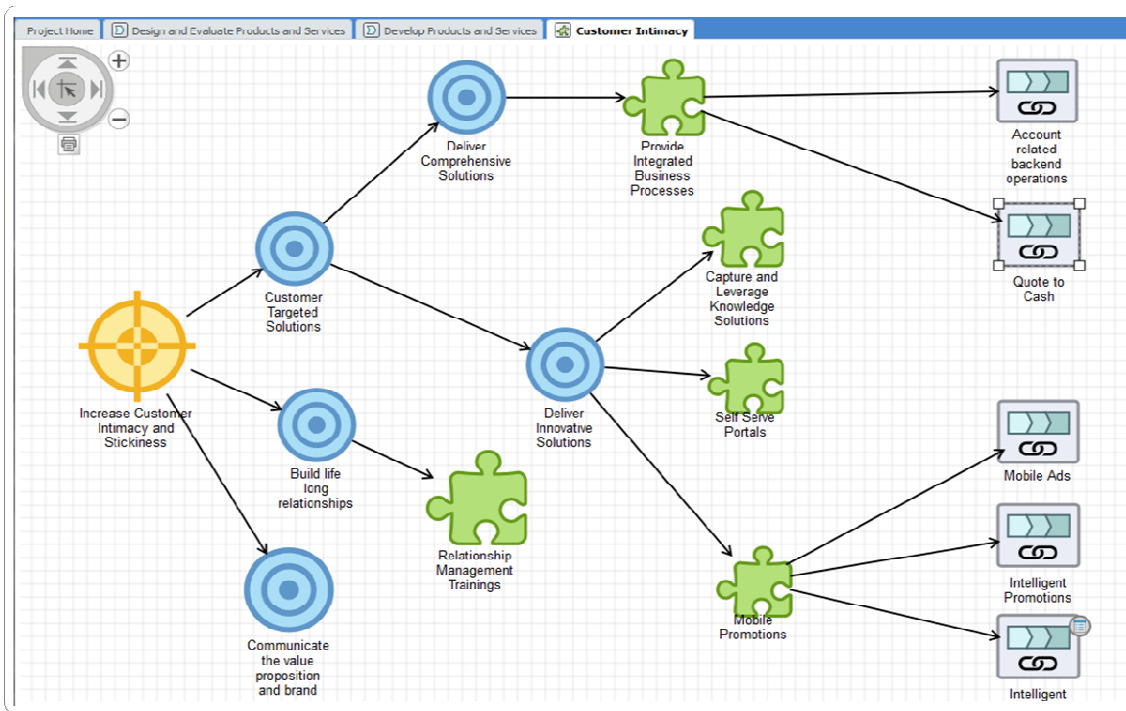 Project Home
Design and Evaluate Products and Services
Develop Products and Services
Customer Intimacy
Deliver
Comprehensive
Solutions
Provide
Integrated
Business
Processes
Account
related
backend
operations
Customer
Targeted
Solutions
Capture and
Leverage
Knowledge
Solutions
Quote to
Cash
Increase Customer
Intimacy and
Stickiness
Deliver
Innovative
Solutions
Self Serve
Portals
Build life
long
relationships
Mobile Ads
Relationship
Management
Trainings
Intelligent
Promotions
Mobile
Promotions
Communicate
the value
proposition
and brand
Intelligent